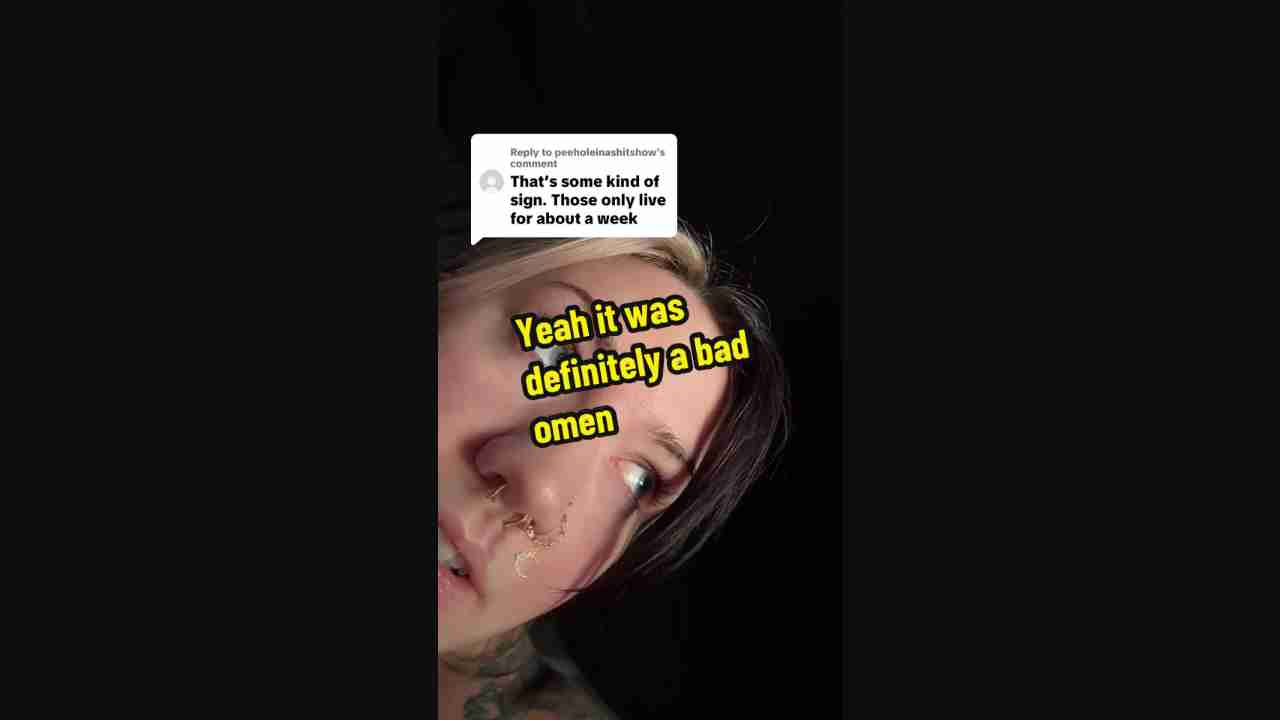 Reply to peeholeinashitshow's
comment
That's some kind of
sign. Those only live
for about a week
Yeah it was
definitely a bad
omen